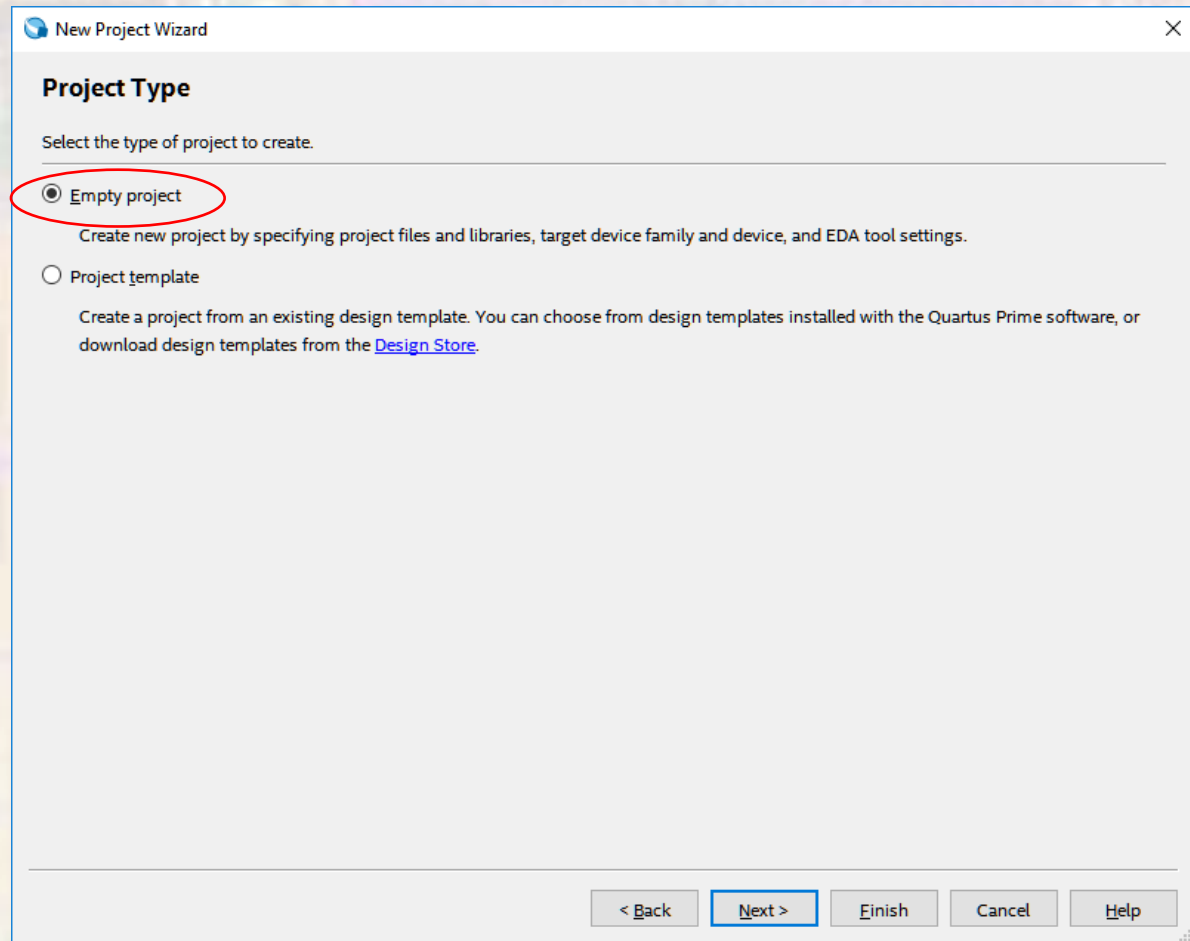 New Project Wizard
Project Type
Select the type of project to create.
Empty project
Create new project by specifying project files and libraries, target device family and device, and EDA tool settings.
Project template
Create a project from an existing design template. You can choose from design templates installed with the Quartus Prime software, or
download design templates from the Design Store.
< Back Next > Finish Cancel Help